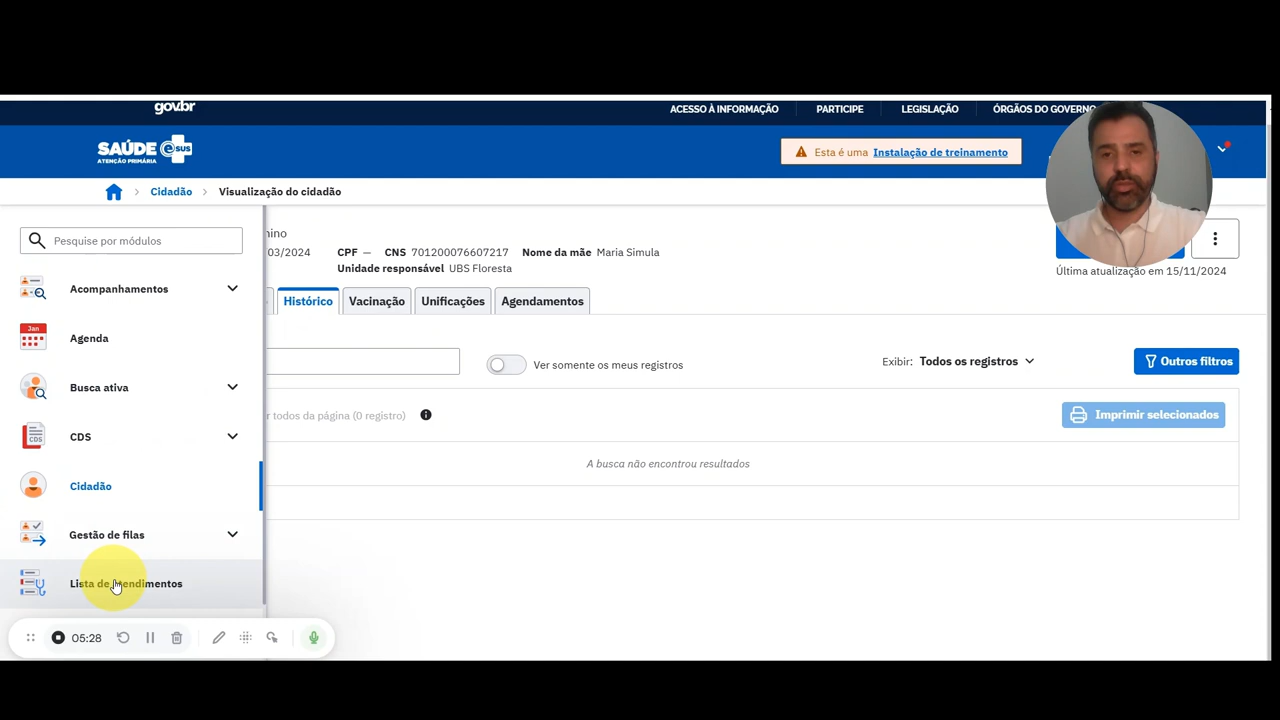 govbr
ACESSO À INFORMAÇÃO
PARTICIPE
LEGISLAÇÃO
ÓRGÃOS DO GOVERNO
SAÚDE e SUS
ATENÇÃO PRIMÁRIA
Esta é uma Instalação de treinamento
Cidadão > Visualização do cidadão
Pesquise por módulos
Acompanhamentos
Jan
Agenda
Busca ativa
CDS
CDS
Cidadão
Gestão de filas
Lista de atendimentos
05:28
nino
03/2024 CPF — CNS 701200076607217 Nome da mãe Maria Simula
Unidade responsável UBS Floresta
Última atualização em 15/11/2024
Histórico
Vacinação
Unificações
Agendamentos
Ver somente os meus registros
Exibir: Todos os registros
Outros filtros
r todos da página (0 registro)
Imprimir selecionados
A busca não encontrou resultados